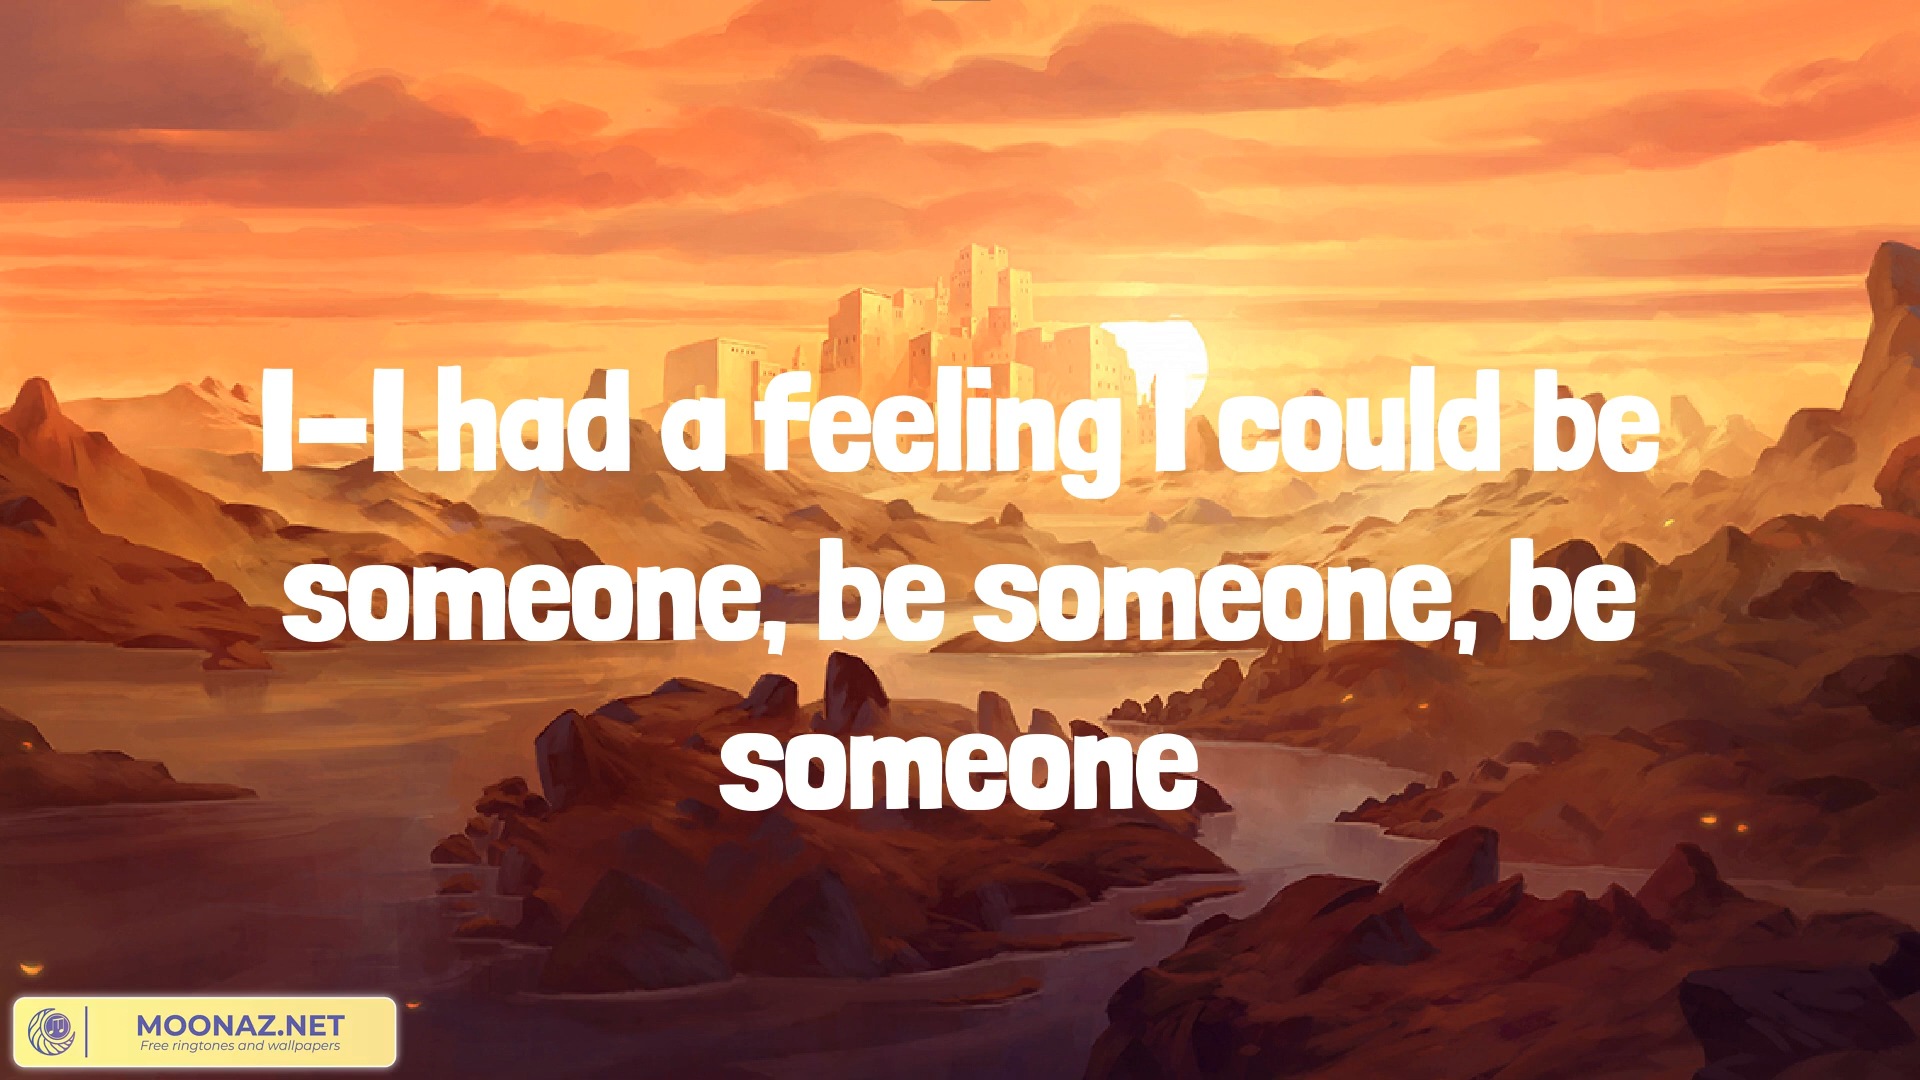 I-I had a feeling I could be
someone, be someone, be
someone
MOONAZ.NET
Free ringtones and wallpapers